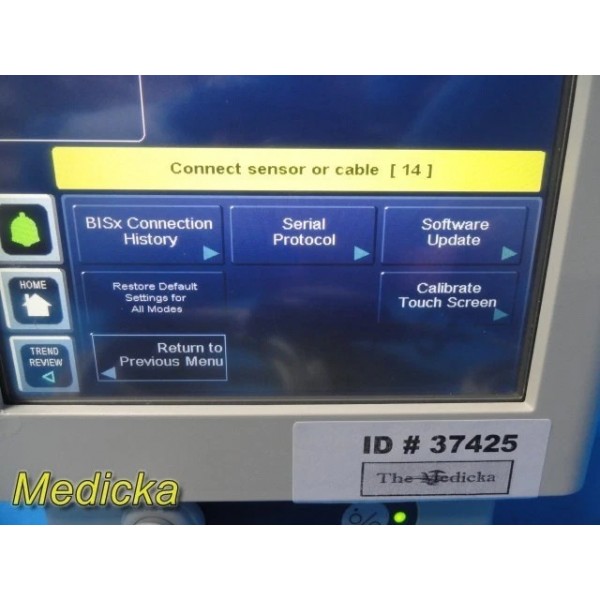 Connect sensor or cable [ 14 ]
BISx Connection
History
Serial
Protocol
Software
Update
HOME
Restore Default
Settings for
All Modes
Calibrate
Touch Screen
TREND
REVIEW
Return to
Previous Menu
ID # 37425
The Medicka
Medicka